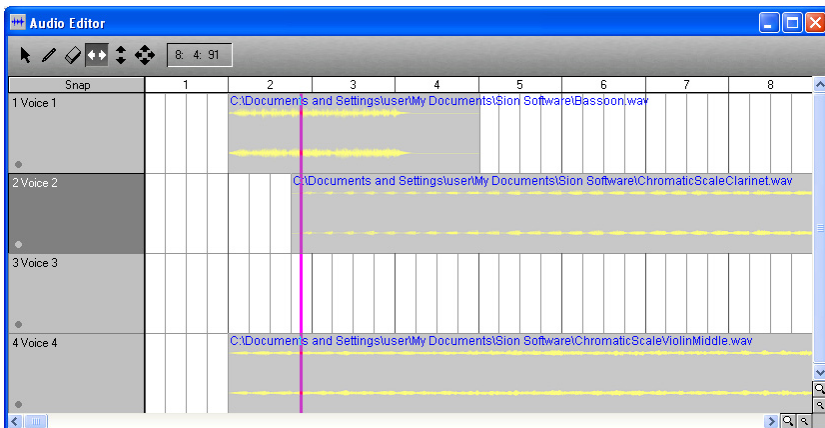 Audio Editor
8: 4: 91
Snap 1 2 3 4 5 6 7 8
1 Voice 1
C:\Documents and Settings\user\My Documents\Sion Software\Bassoon.wav
2 Voice 2
C:\Documents and Settings\user\My Documents\Sion Software\ChromaticScaleClarinet.wav
3 Voice 3
4 Voice 4
C:\Documents and Settings\user\My Documents\Sion Software\ChromaticScaleViolinMiddle.wav